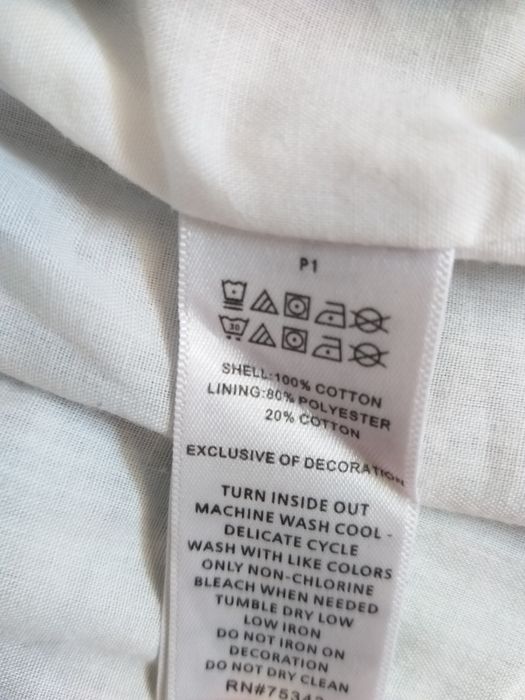 P1
30
SHELL:100% COTTON
LINING:80% POLYESTER
20% COTTON
EXCLUSIVE OF DECORATION
TURN INSIDE OUT
MACHINE WASH COOL -
DELICATE CYCLE
WASH WITH LIKE COLORS
ONLY NON-CHLORINE
BLEACH WHEN NEEDED
TUMBLE DRY LOW
LOW IRON
DO NOT IRON ON
DECORATION
DO NOT DRY CLEAN